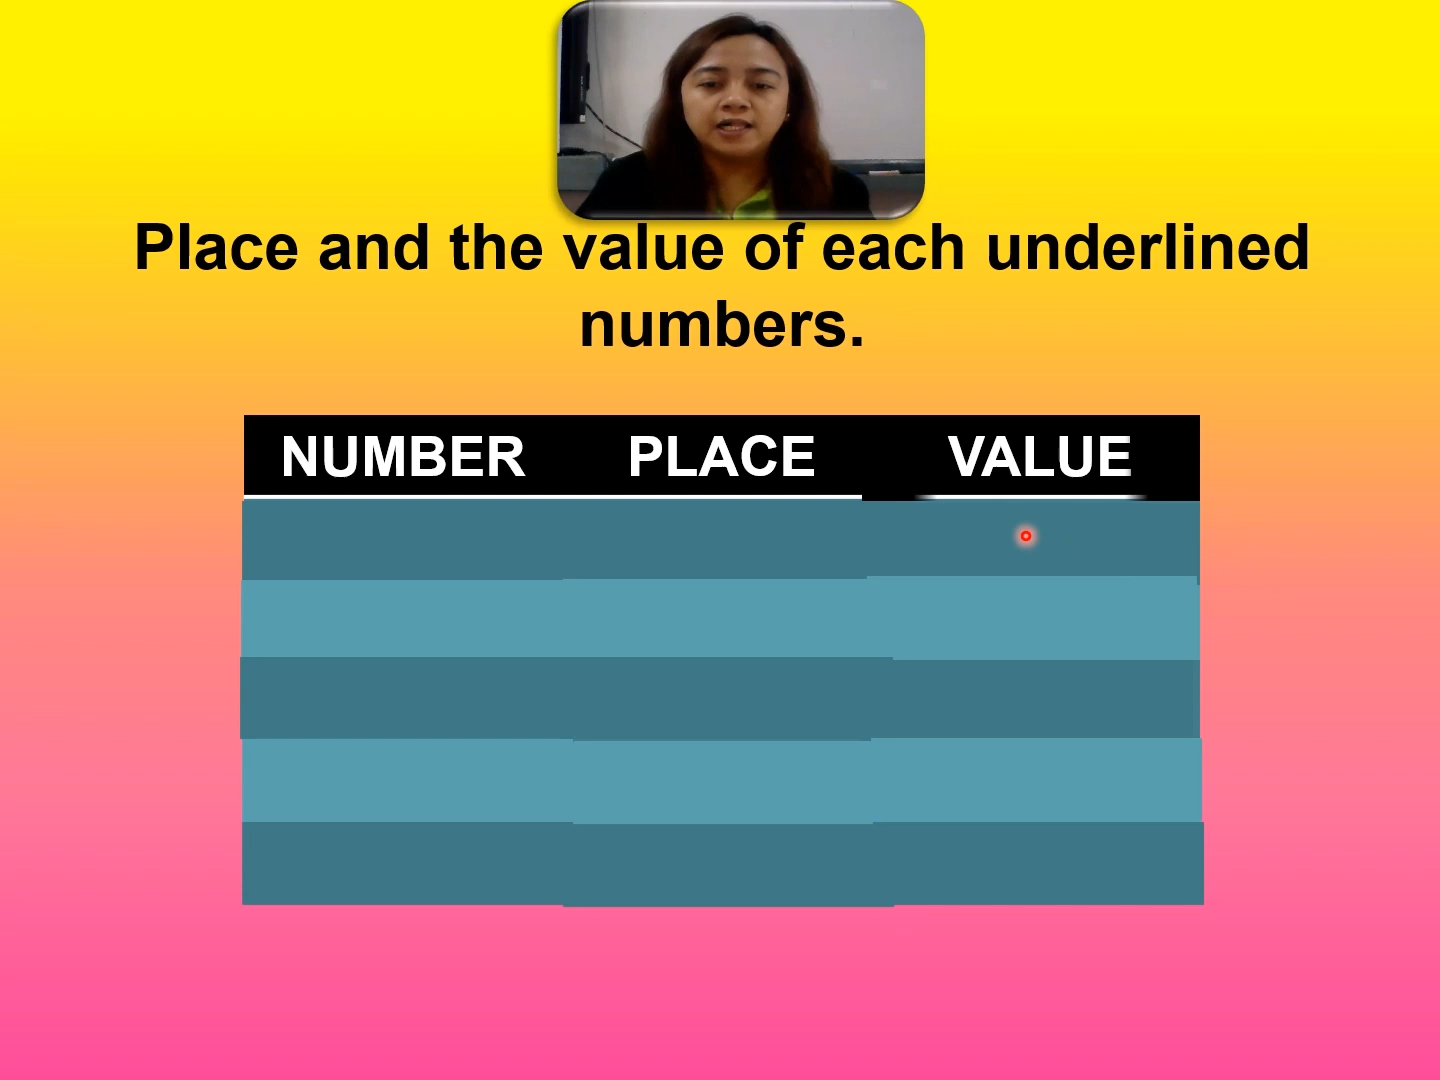 Place and the value of each underlined
numbers.
NUMBER PLACE VALUE